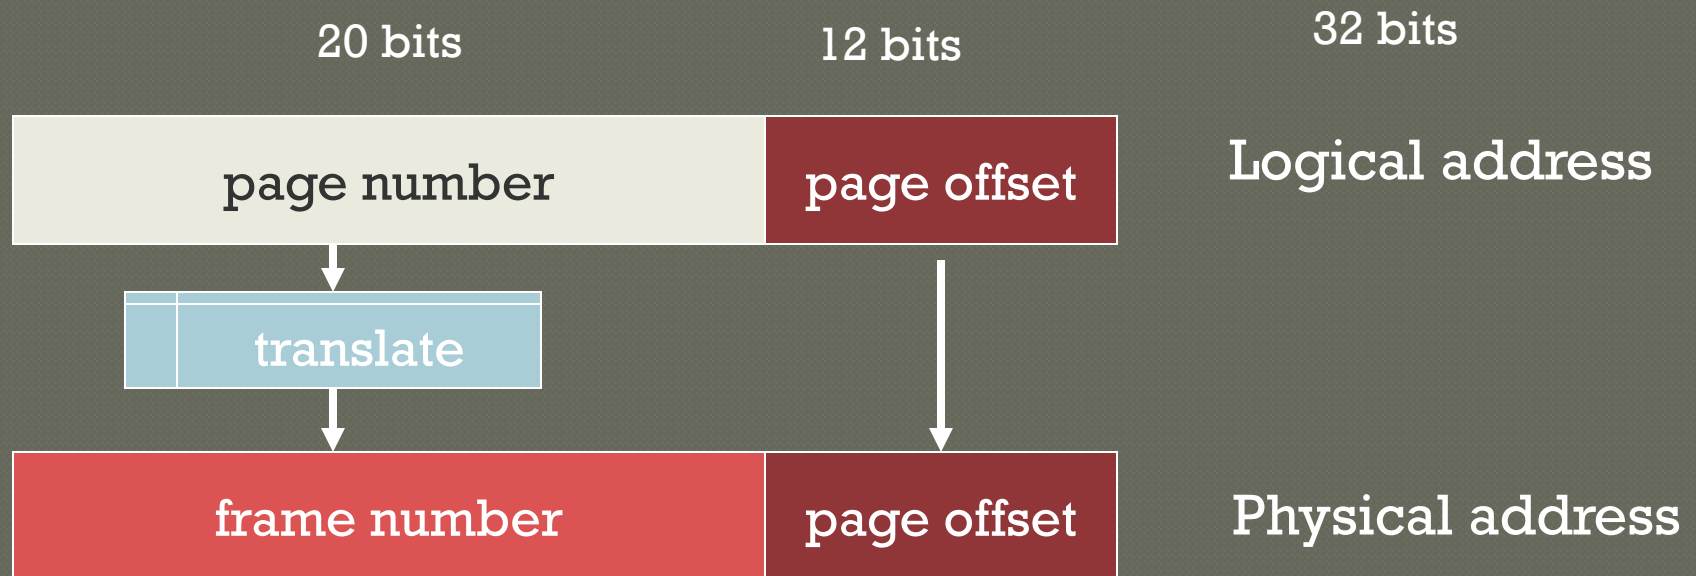 20 bits
12 bits
32 bits
page number
page offset
Logical address
translate
frame number
page offset
Physical address